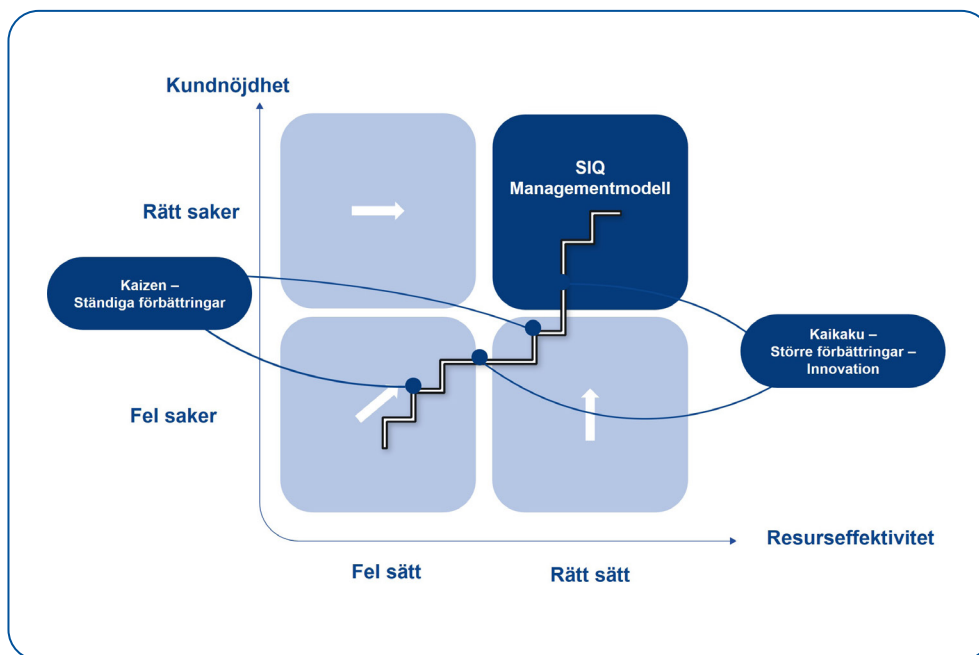 Kundnöjdhet
SIQ
Managementmodell
Rätt saker
Kaizen –
Ständiga förbättringar
Kaikaku –
Större förbättringar –
Innovation
Fel saker
Resurseffektivitet
Fel sätt
Rätt sätt